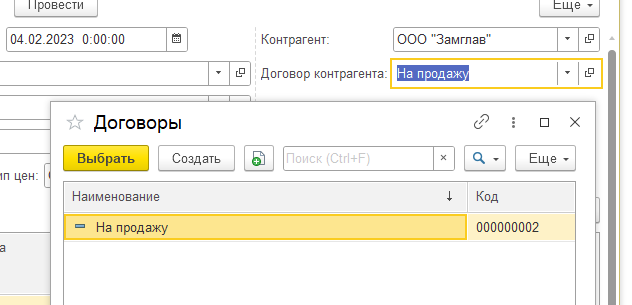 Провести
Еще
04.02.2023 0:00:00
Контрагент:
ООО "Замглав"
Договор контрагента:
На продажу
Договоры
ип цен:
Выбрать
Создать
Поиск (Ctrl+F)
×
Еще
Наименование
↓
Код
На продажу
000000002
а